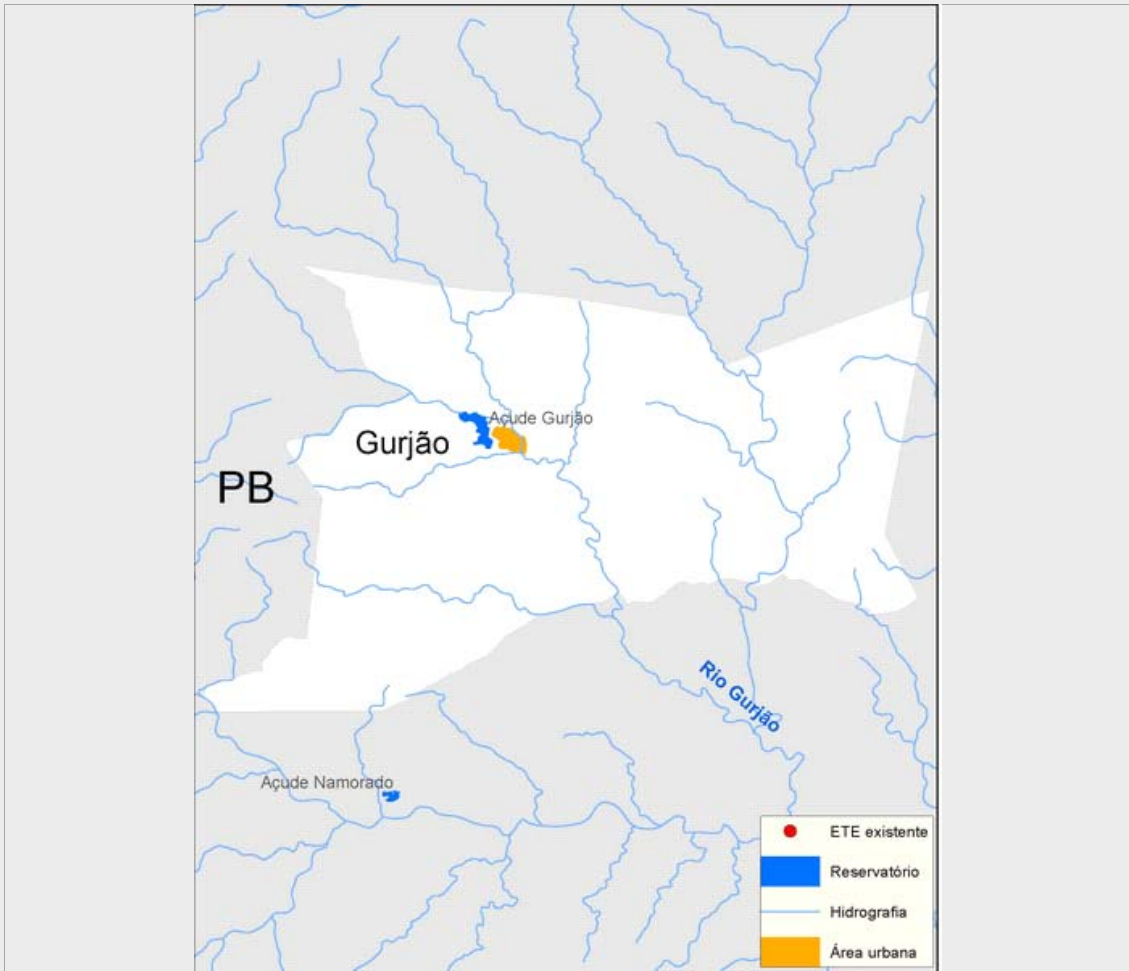 Açude Gurjão
Gurjão
PB
Rio Gurjão
Açude Namorado
ETE existente
Reservatório
Hidrografia
Área urbana